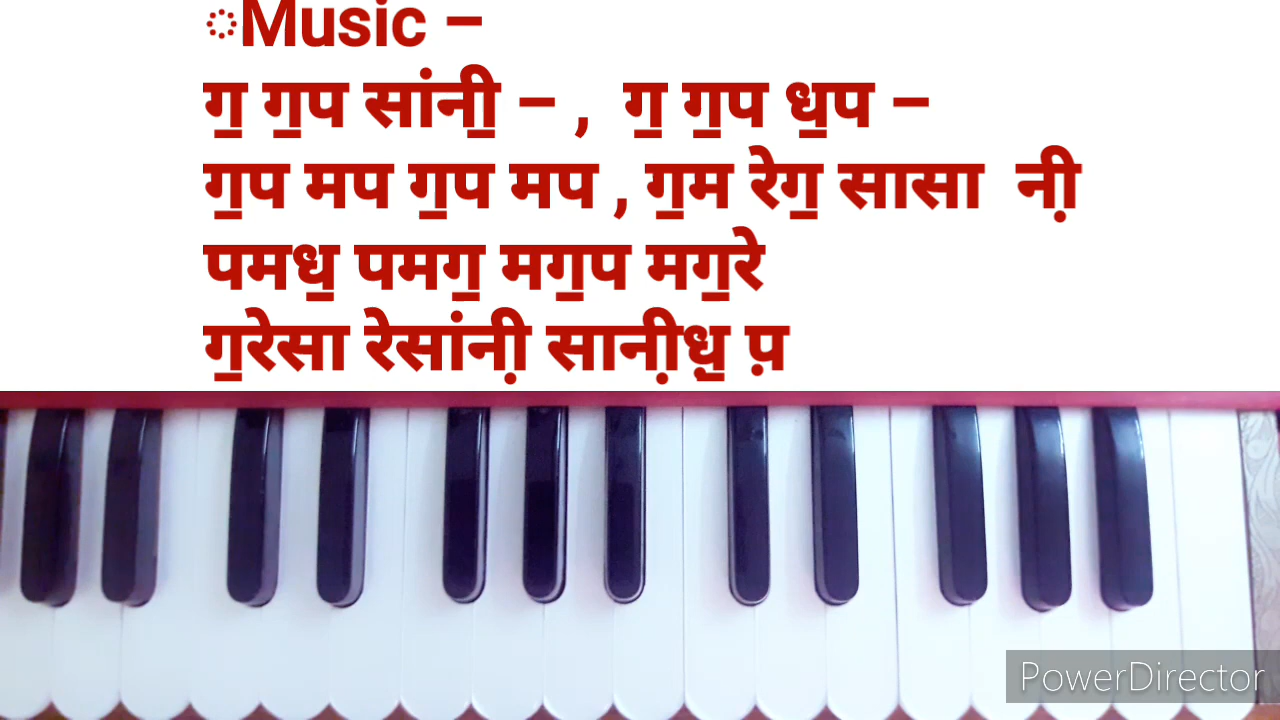 ंMusic –
ग॒ ग॒प सांनी॒ – , ग॒ ग॒प ध॒प –
ग॒प मप ग॒प मप , ग॒म रेग॒ सासा नी़
पमध॒ पमग॒ मग॒प मग॒रे
ग॒रेसा रेसांनी़ सानी़ध़॒ प़
PowerDirector